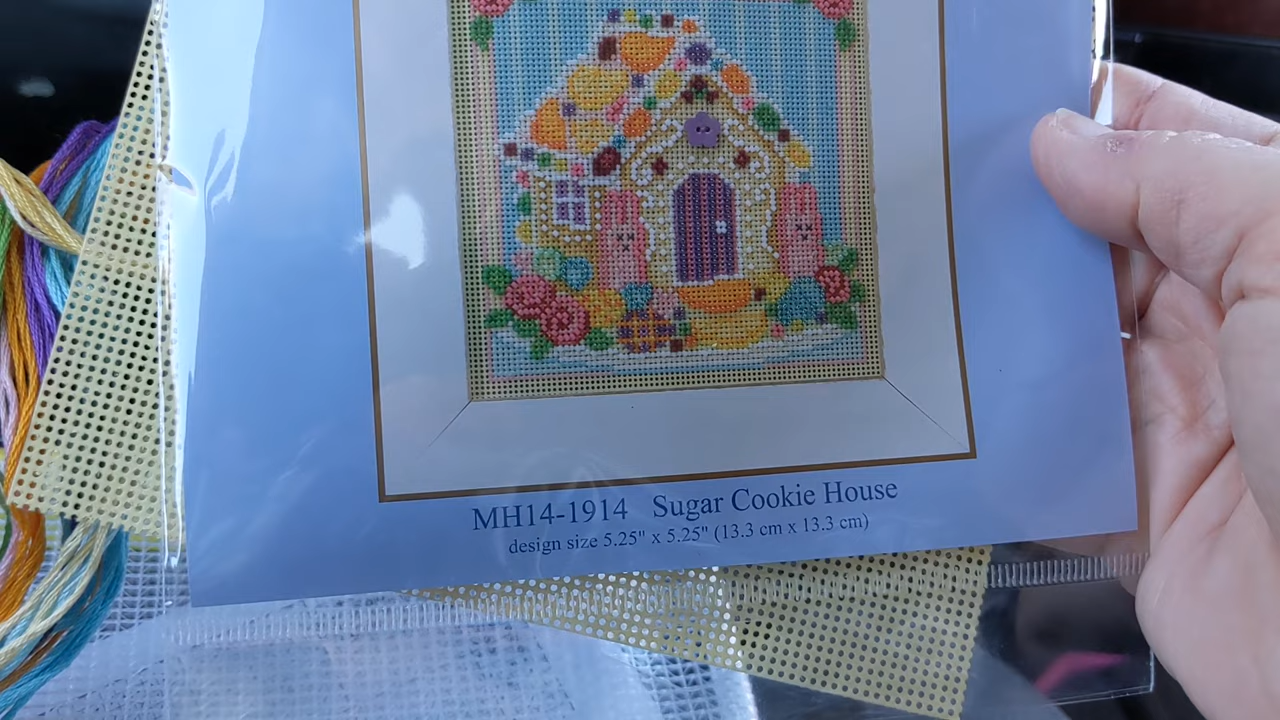 MH14-1914 Sugar Cookie House
design size 5.25" x 5.25" (13.3 cm x 13.3 cm)